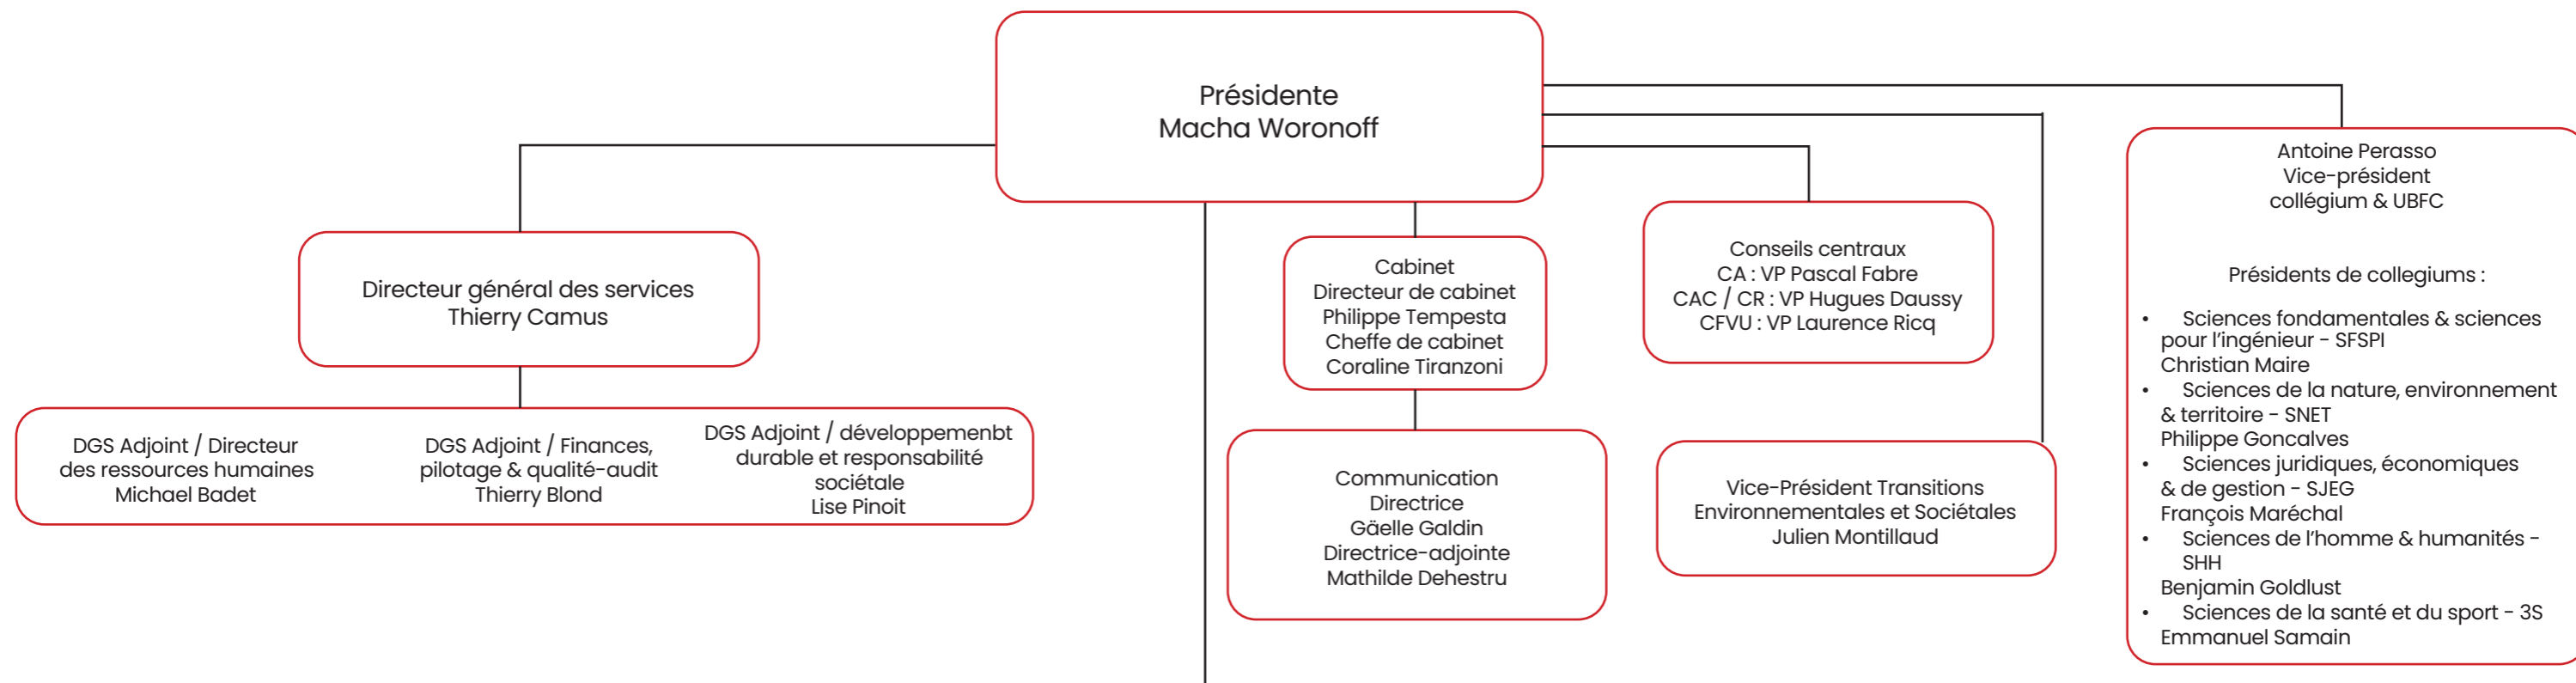 Présidente
Macha Woronoff
Directeur général des services
Thierry Camus
DGS Adjoint / Directeur
des ressources humaines
Michael Badet
DGS Adjoint / Finances,
pilotage & qualité-audit
Thierry Blond
DGS Adjoint / développemenbt
durable et responsabilité
sociétale
Lise Pinoit
Cabinet
Directeur de cabinet
Philippe Tempesta
Cheffe de cabinet
Coraline Tiranzoni
Communication
Directrice
Gäelle Galdin
Directrice-adjointe
Mathilde Dehestru
Conseils centraux
CA : VP Pascal Fabre
CAC / CR : VP Hugues Daussy
CFVU : VP Laurence Ricq
Vice-Président Transitions
Environnementales et Sociétales
Julien Montillaud
Antoine Perasso
Vice-président
collégium & UBFC
Présidents de collegiums :
• Sciences fondamentales & sciences
pour l'ingénieur - SFSPI
Christian Maire
• Sciences de la nature, environnement
& territoire - SNET
Philippe Goncalves
• Sciences juridiques, économiques
& de gestion - SJEG
François Maréchal
• Sciences de l'homme & humanités -
SHH
Benjamin Goldlust
• Sciences de la santé et du sport - 3S
Emmanuel Samain